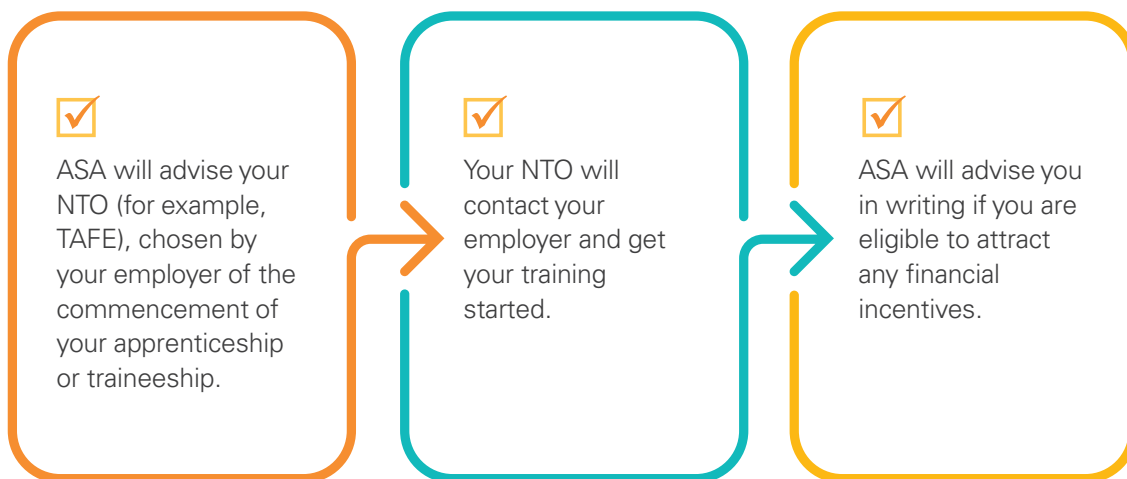 ASA will advise your
NTO (for example,
TAFE), chosen by
your employer of the
commencement of
your apprenticeship
or traineeship.
Your NTO will
contact your
employer and get
your training
started.
ASA will advise you
in writing if you are
eligible to attract
any financial
incentives.